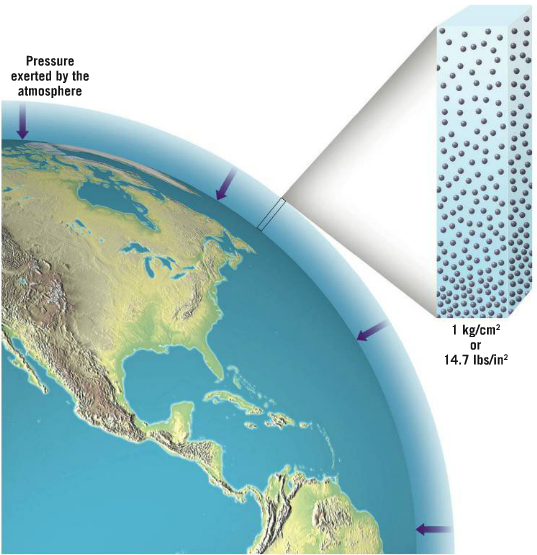 Pressure
exerted by the
atmosphere
1 kg/cm²
or
14.7 lbs/in²